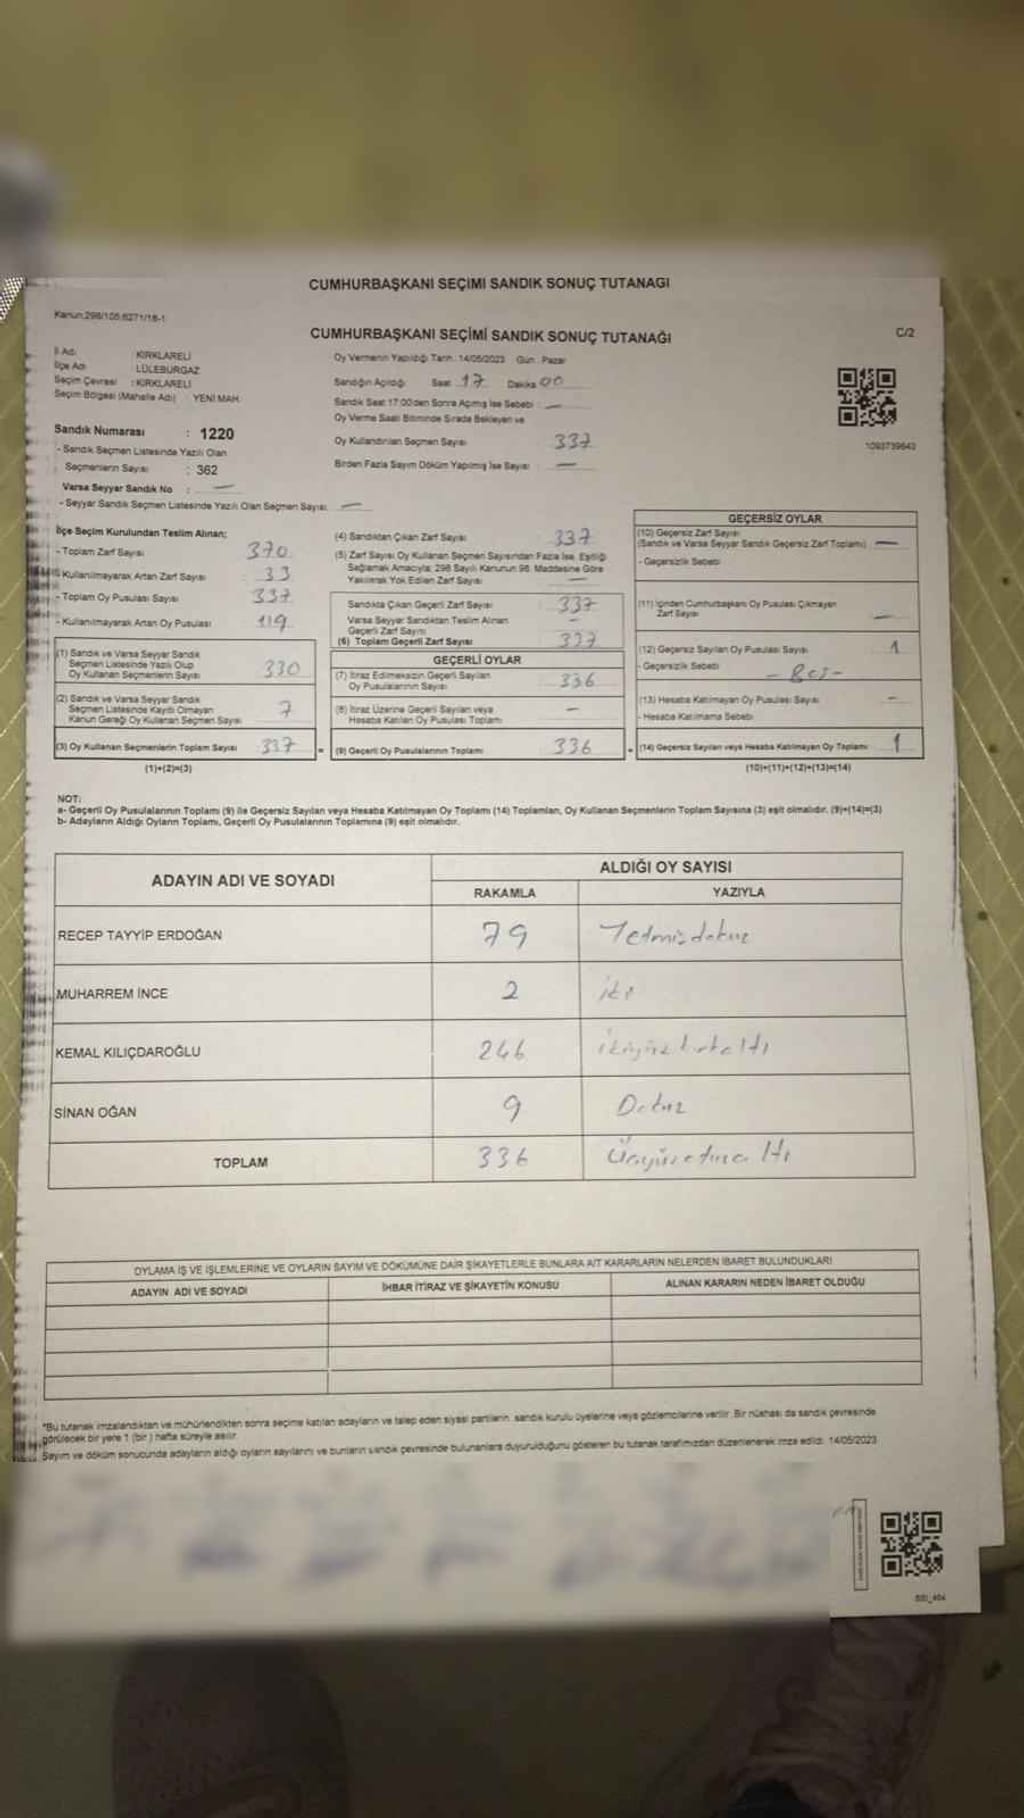 CUMHURBAŞKANI SEÇİMİ SANDIK SONUÇ TUTANAGI
Kanun:298/105,6271/18-1
CUMHURBAŞKANI SEÇİMİ SANDIK SONUÇ TUTANAĞI
C/2
İl Adı : KIRKLARELİ
İlçe Adı : LÜLEBURGAZ
Seçim Çevresi : KIRKLARELİ
Seçim Bölgesi (Mahalle Adı) YENİ MAH.
Sandık Numarası : 1220
- Sandık Seçmen Listesinde Yazılı Olan
Seçmenlerin Sayısı : 362
Varsa Seyyar Sandık No : —
- Seyyar Sandık Seçmen Listesinde Yazılı Olan Seçmen Sayısı: —
Oy Vermenin Yapıldığı Tarih: 14/05/2023 Gün: Pazar
Sandığın Açıldığı Saat 17 Dakika 00
Sandık Saat 17:00'den Sonra Açılmış İse Sebebi : —
Oy Verme Saati Bitiminde Sırada Bekleyen ve
Oy Kullandırılan Seçmen Sayısı 337
Birden Fazla Sayım Döküm Yapılmış İse Sayısı : —
1093739643
İlçe Seçim Kurulundan Teslim Alınan;
- Toplam Zarf Sayısı 370
- Kullanılmayarak Artan Zarf Sayısı 33
- Toplam Oy Pusulası Sayısı 337
- Kullanılmayarak Artan Oy Pusulası 119
(1) Sandık ve Varsa Seyyar Sandık
Seçmen Listesinde Yazılı Olup
Oy Kullanan Seçmenlerin Sayısı 330
(2) Sandık ve Varsa Seyyar Sandık
Seçmen Listesinde Kayıtlı Olmayan
Kanun Gereği Oy Kullanan Seçmen Sayısı 7
(3) Oy Kullanan Seçmenlerin Toplam Sayısı 337 =
(1)+(2)=(3)
(4) Sandıktan Çıkan Zarf Sayısı 337
(5) Zarf Sayısı Oy Kullanan Seçmen Sayısından Fazla İse, Eşitliği
Sağlamak Amacıyla; 298 Sayılı Kanunun 98. Maddesine Göre
Yakılarak Yok Edilen Zarf Sayısı —
Sandıkta Çıkan Geçerli Zarf Sayısı 337
Varsa Seyyar Sandıktan Teslim Alınan
Geçerli Zarf Sayısı —
(6) Toplam Geçerli Zarf Sayısı 337
GEÇERLİ OYLAR
(7) İtiraz Edilmeksizin Geçerli Sayılan
Oy Pusulalarının Sayısı 336
(8) İtiraz Üzerine Geçerli Sayılan veya
Hesaba Katılan Oy Pusulası Toplamı —
(9) Geçerli Oy Pusulalarının Toplamı 336 +
GEÇERSİZ OYLAR
(10) Geçersiz Zarf Sayısı
(Sandık ve Varsa Seyyar Sandık Geçersiz Zarf Toplamı) —
- Geçersizlik Sebebi
(11) İçinden Cumhurbaşkanı Oy Pusulası Çıkmayan
Zarf Sayısı —
(12) Geçersiz Sayılan Oy Pusulası Sayısı 1
- Geçersizlik Sebebi
(13) Hesaba Katılmayan Oy Pusulası Sayısı —
- Hesaba Katılmama Sebebi
(14) Geçersiz Sayılan veya Hesaba Katılmayan Oy Toplamı 1
(10)+(11)+(12)+(13)=(14)
NOT:
a- Geçerli Oy Pusulalarının Toplamı (9) ile Geçersiz Sayılan veya Hesaba Katılmayan Oy Toplamı (14) Toplamları, Oy Kullanan Seçmenlerin Toplam Sayısına (3) eşit olmalıdır. (9)+(14)=(3)
b- Adayların Aldığı Oyların Toplamı, Geçerli Oy Pusulalarının Toplamına (9) eşit olmalıdır.
ADAYIN ADI VE SOYADI ALDIĞI OY SAYISI
RAKAMLA YAZIYLA
RECEP TAYYİP ERDOĞAN 79 Yetmişdokuz
MUHARREM İNCE 2 iki
KEMAL KILIÇDAROĞLU 246 ikiyüzkırkaltı
SİNAN OĞAN 9 Dokuz
TOPLAM 336 Üçyüzotuzaltı
OYLAMA İŞ VE İŞLEMLERİNE VE OYLARIN SAYIM VE DÖKÜMÜNE DAİR ŞİKAYETLERLE BUNLARA AİT KARARLARIN NELERDEN İBARET BULUNDUKLARI
ADAYIN ADI VE SOYADI İHBAR İTİRAZ VE ŞİKAYETİN KONUSU ALINAN KARARIN NEDEN İBARET OLDUĞU
*Bu tutanak imzalandıktan ve mühürlendikten sonra seçime katılan adayların ve talep eden siyasi partilerin, sandık kurulu üyelerine veya gözlemcilerine verilir. Bir nüshası da sandık çevresinde
görülecek bir yere 1 (bir) hafta süreyle asılır.
Sayım ve döküm sonucunda adayların aldığı oyların sayılarını ve bunların sandık çevresinde bulunanlara duyurulduğunu gösteren bu tutanak tarafımızdan düzenlenerek imza edildi. 14/05/2023